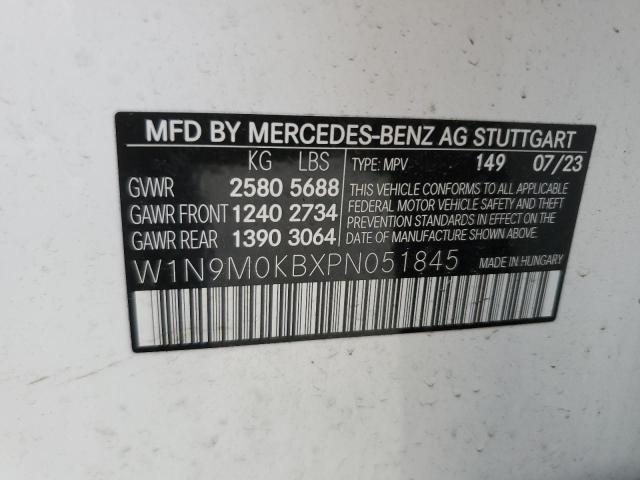 MFD BY MERCEDES-BENZ AG STUTTGART
KG LBS TYPE: MPV 149 07/23
GVWR 2580 5688
GAWR FRONT 1240 2734
GAWR REAR 1390 3064
THIS VEHICLE CONFORMS TO ALL APPLICABLE
FEDERAL MOTOR VEHICLE SAFETY AND THEFT
PREVENTION STANDARDS IN EFFECT ON THE
DATE OF MANUFACTURE SHOWN ABOVE.
W1N9M0KBXPN051845 MADE IN HUNGARY